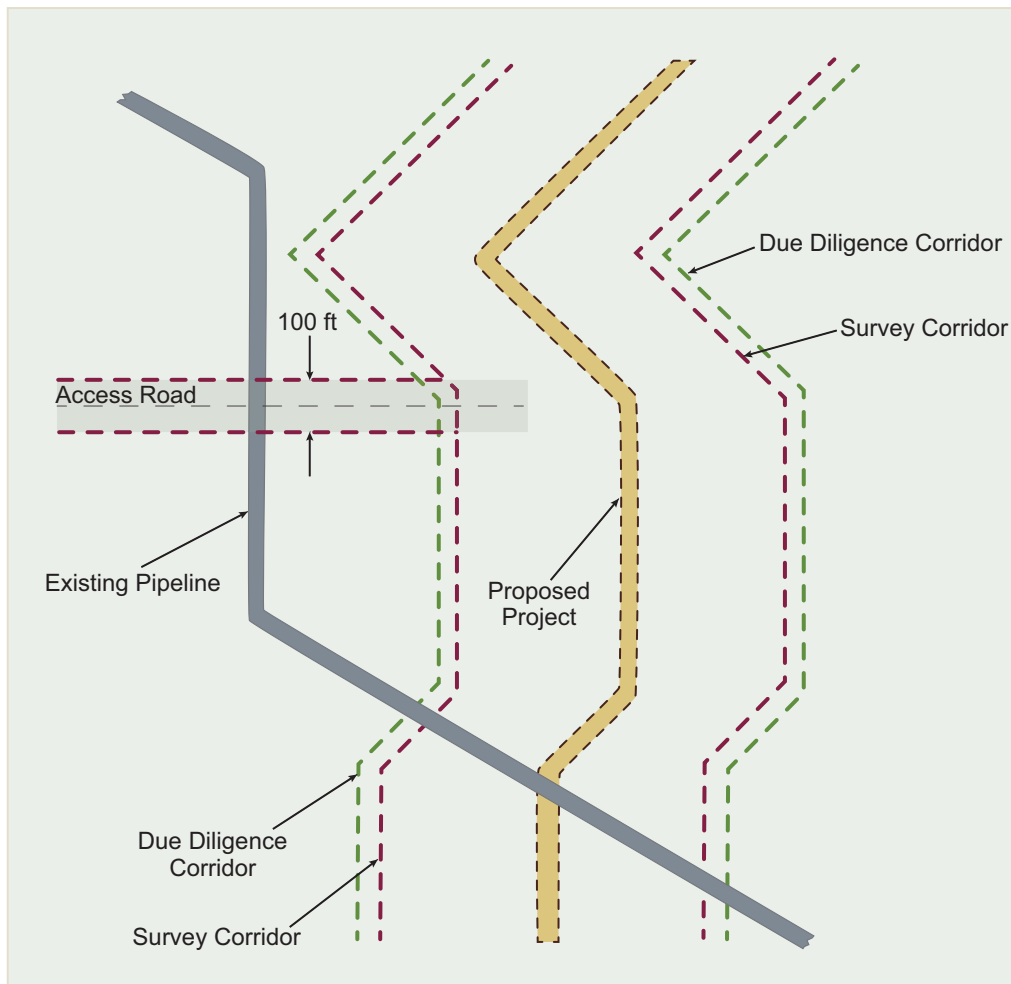 Due Diligence Corridor
Survey Corridor
100 ft
Access Road
Existing Pipeline
Proposed
Project
Due Diligence
Corridor
Survey Corridor